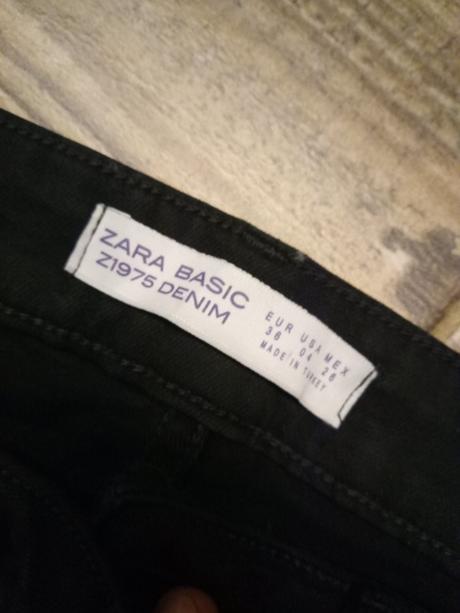 ZARA BASIC
Z1975 DENIM
EUR USA MEX
36 04 26
MADE IN TURKEY